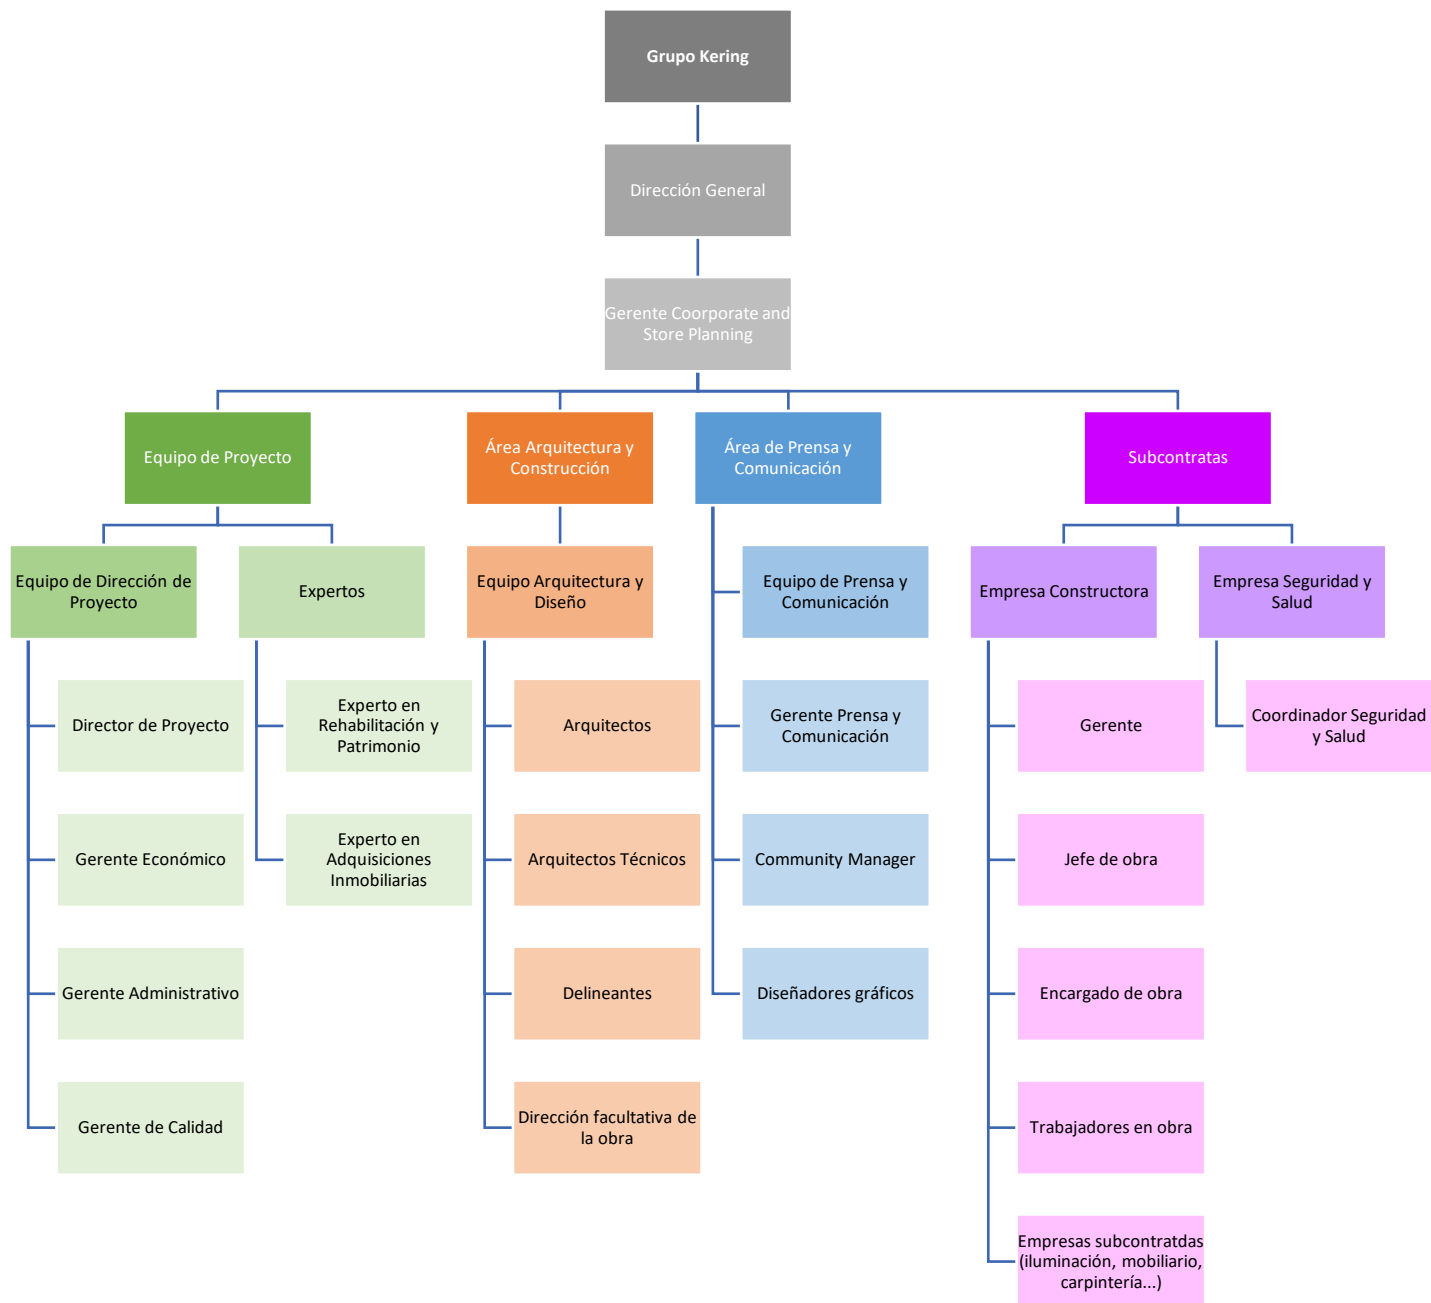 Grupo Kering
Dirección General
Gerente Coorporate and
Store Planning
Equipo de Proyecto
Área Arquitectura y
Construcción
Área de Prensa y
Comunicación
Subcontratas
Equipo de Dirección de
Proyecto
Expertos
Equipo Arquitectura y
Diseño
Equipo de Prensa y
Comunicación
Empresa Constructora
Empresa Seguridad y
Salud
Director de Proyecto
Experto en
Rehabilitación y
Patrimonio
Arquitectos
Gerente Prensa y
Comunicación
Gerente
Coordinador Seguridad
y Salud
Gerente Económico
Experto en
Adquisiciones
Inmobiliarias
Arquitectos Técnicos
Community Manager
Jefe de obra
Gerente Administrativo
Delineantes
Diseñadores gráficos
Encargado de obra
Gerente de Calidad
Dirección facultativa de
la obra
Trabajadores en obra
Empresas subcontratdas
(iluminación, mobiliario,
carpintería...)